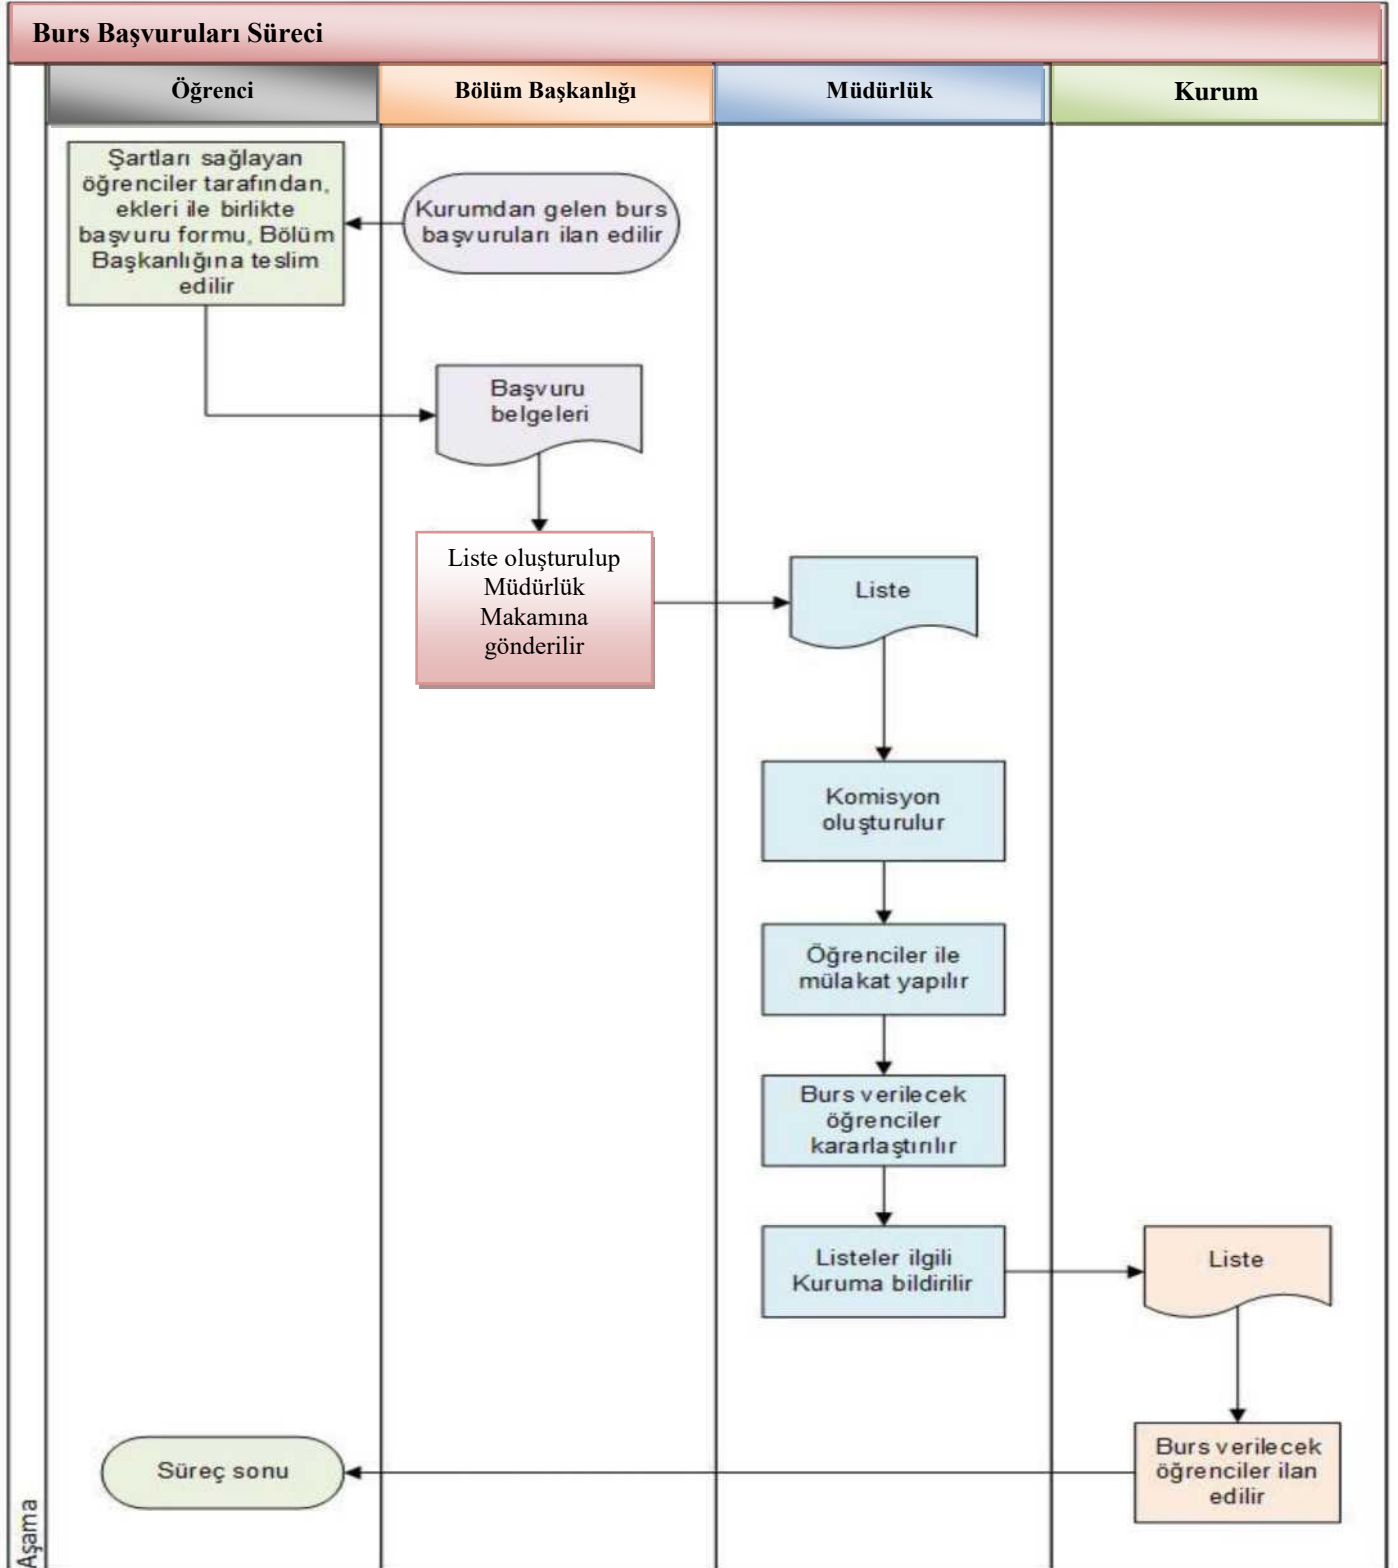 Burs Başvuruları Süreci
Öğrenci
Bölüm Başkanlığı
Müdürlük
Kurum
Şartları sağlayan
öğrenciler tarafından,
ekleri ile birlikte
başvuru formu, Bölüm
Başkanlığına teslim
edilir
Kurumdan gelen burs
başvuruları ilan edilir
Başvuru
belgeleri
Liste oluşturulup
Müdürlük
Makamına
gönderilir
Liste
Komisyon
oluşturulur
Öğrenciler ile
mülakat yapılır
Burs verilecek
öğrenciler
kararlaştırılır
Listeler ilgili
Kuruma bildirilir
Liste
Burs verilecek
öğrenciler ilan
edilir
Süreç sonu
Aşama